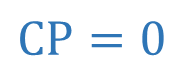 CP = 0